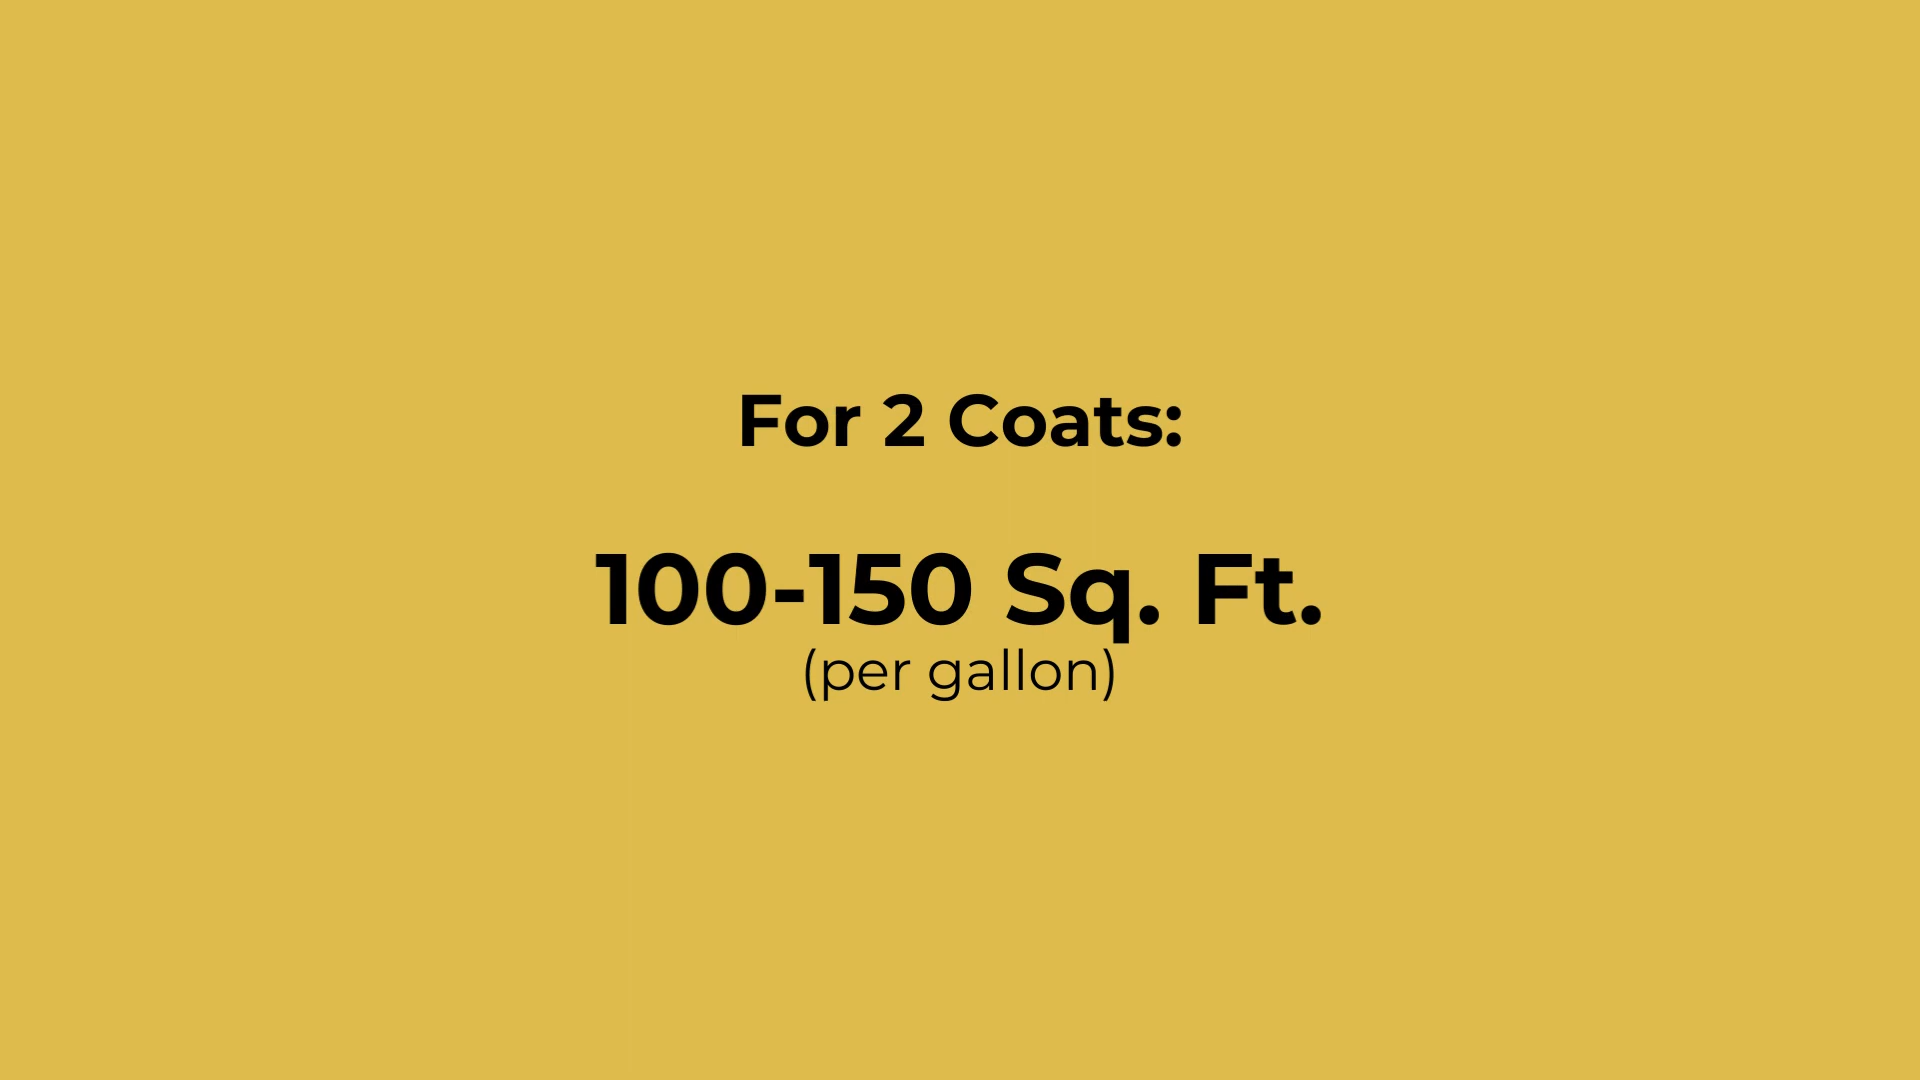 For 2 Coats:
100-150 Sq. Ft.
(per gallon)